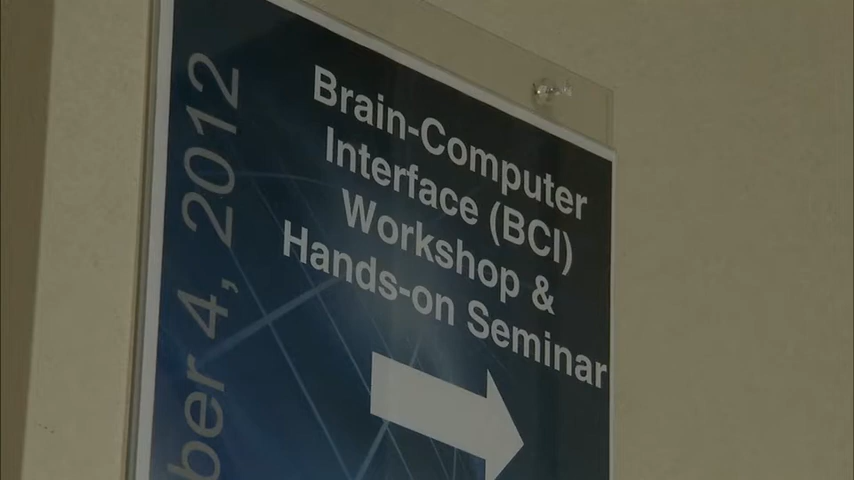 Brain-Computer
Interface (BCI)
Workshop &
Hands-on Seminar
ber 4, 2012